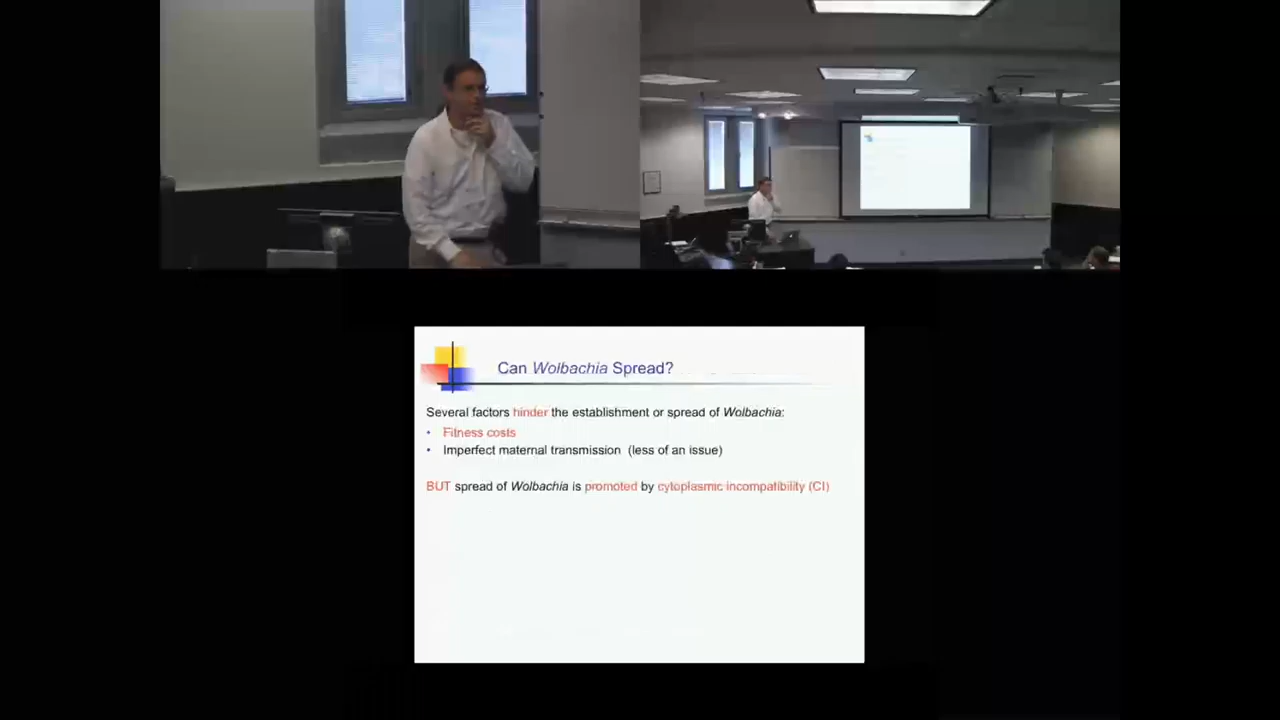 Can Wolbachia Spread?
Several factors hinder the establishment or spread of Wolbachia:
• Fitness costs
• Imperfect maternal transmission (less of an issue)
BUT spread of Wolbachia is promoted by cytoplasmic incompatibility (CI)